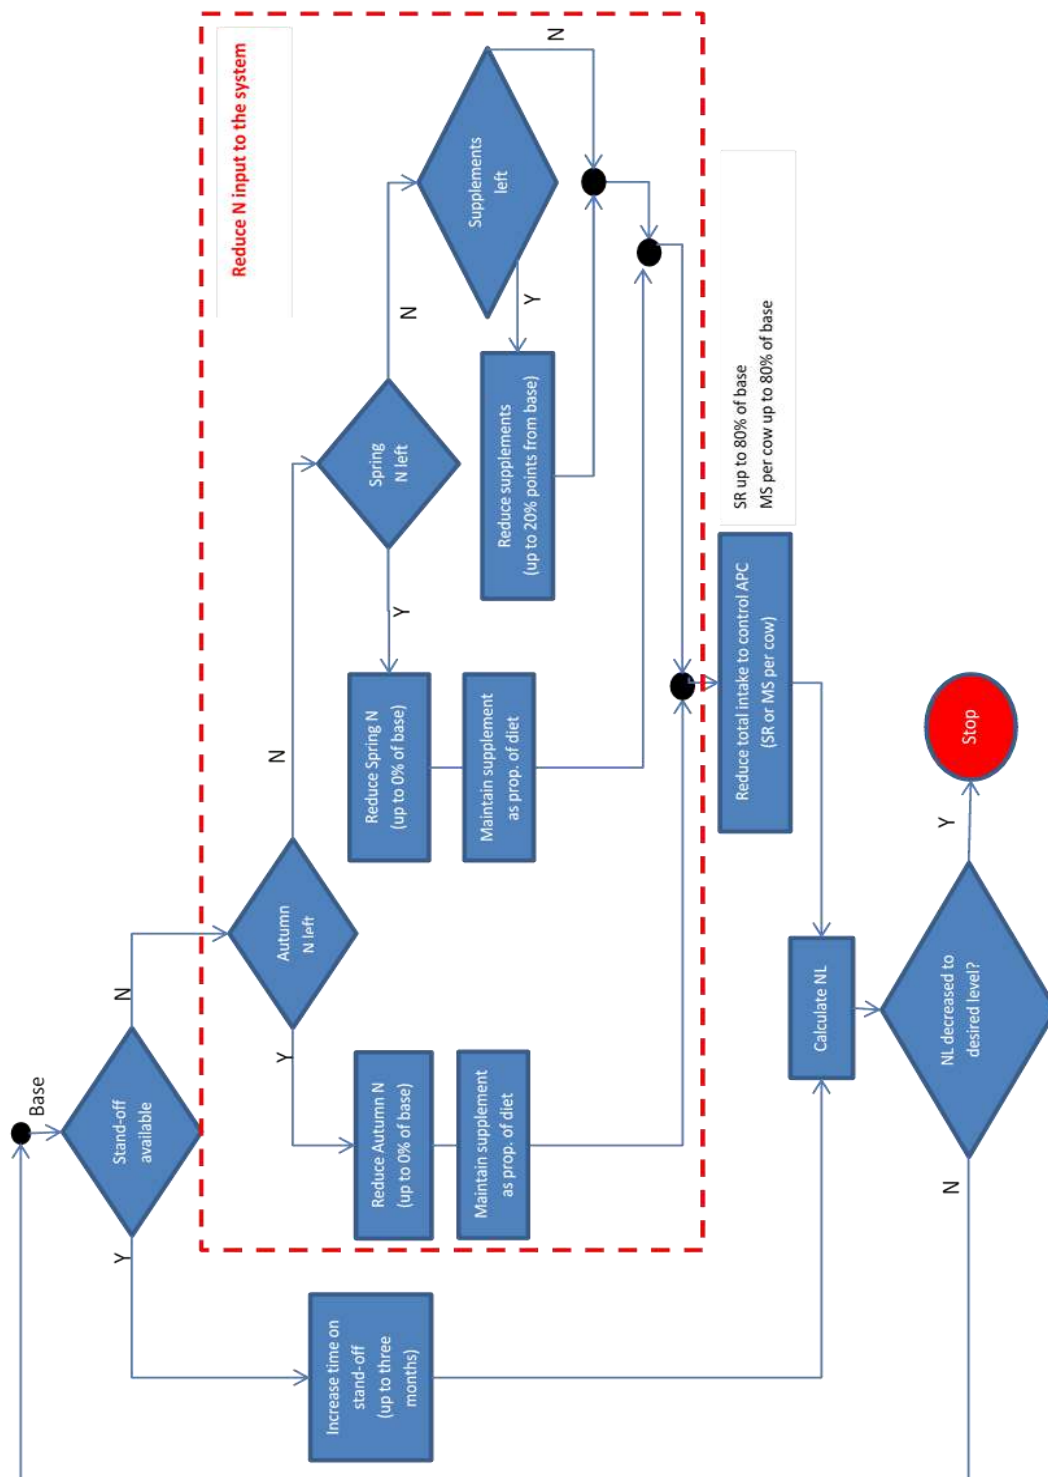 Base
Stand-off
available
Y
N
Increase time on
stand-off
(up to three
months)
Reduce N input to the system
Autumn
N left
Y
N
Reduce Autumn N
(up to 0% of base)
Maintain supplement
as prop. of diet
Spring
N left
Y
N
Reduce Spring N
(up to 0% of base)
Maintain supplement
as prop. of diet
Supplements
left
Y
N
Reduce supplements
(up to 20% points from base)
Reduce total intake to control APC
(SR or MS per cow)
SR up to 80% of base
MS per cow up to 80% of base
Calculate NL
NL decreased to
desired level?
N
Y
Stop